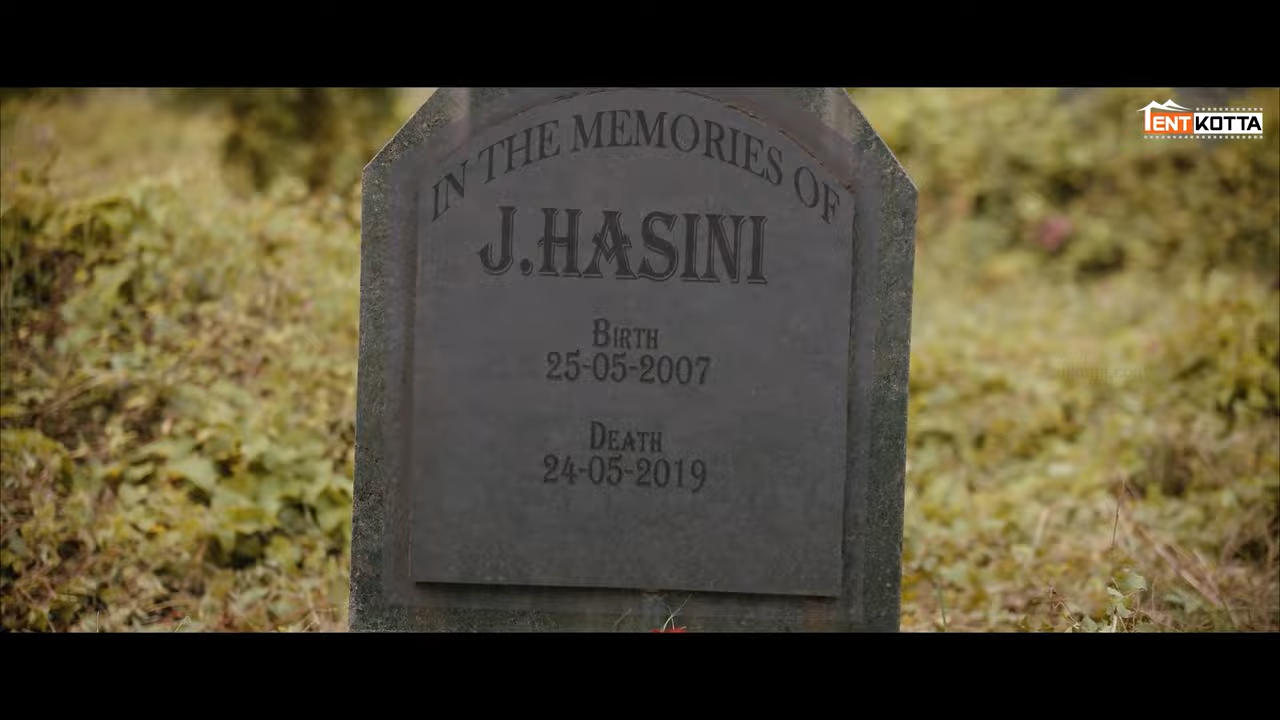 TENTKOTTA
IN THE MEMORIES OF
J.HASINI
BIRTH
25-05-2007
DEATH
24-05-2019